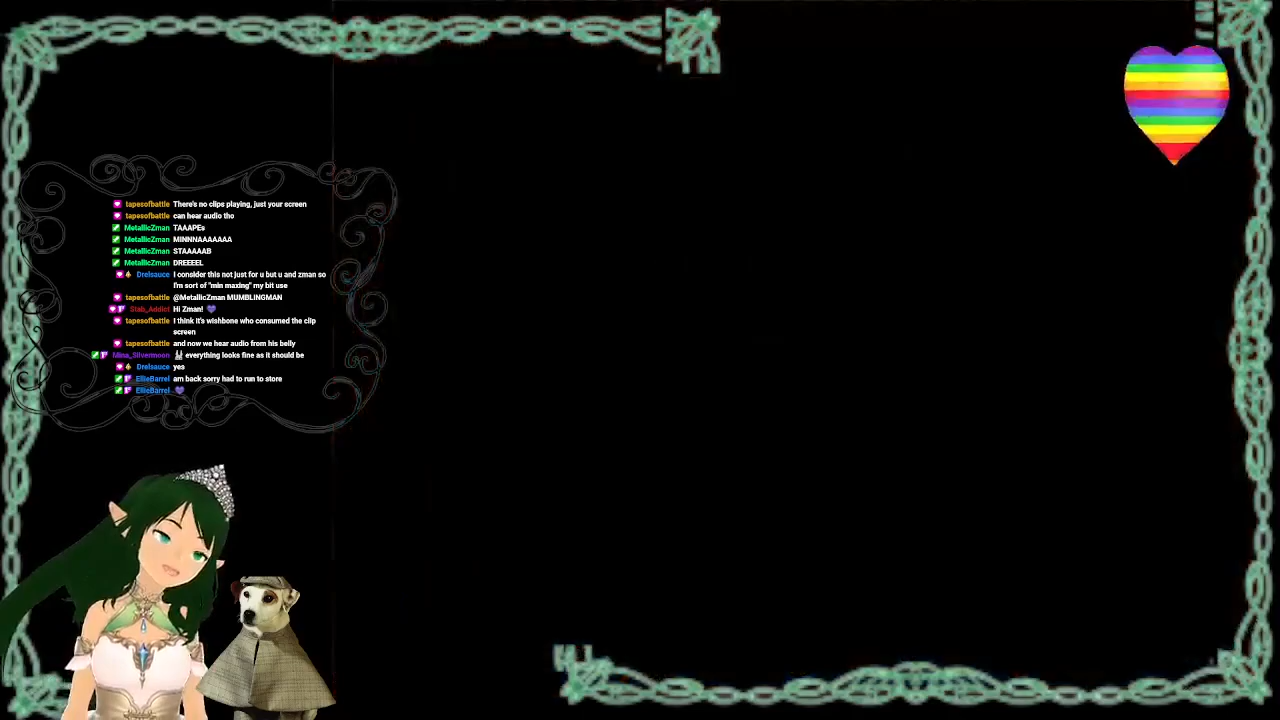 tapesofbattle There's no clips playing, just your screen
tapesofbattle can hear audio tho
MetallicZman TAAAPEs
MetallicZman MINNNAAAAAAA
MetallicZman STAAAAAB
MetallicZman DREEEEL
Drelsauce I consider this not just for u but u and zman so
I'm sort of "min maxing" my bit use
tapesofbattle @MetallicZman MUMBLINGMAN
Stab_Addict Hi Zman!
tapesofbattle I think it's wishbone who consumed the clip
screen
tapesofbattle and now we hear audio from his belly
Mina_Silvermoon everything looks fine as it should be
Drelsauce yes
EllieBarrel am back sorry had to run to store
EllieBarrel